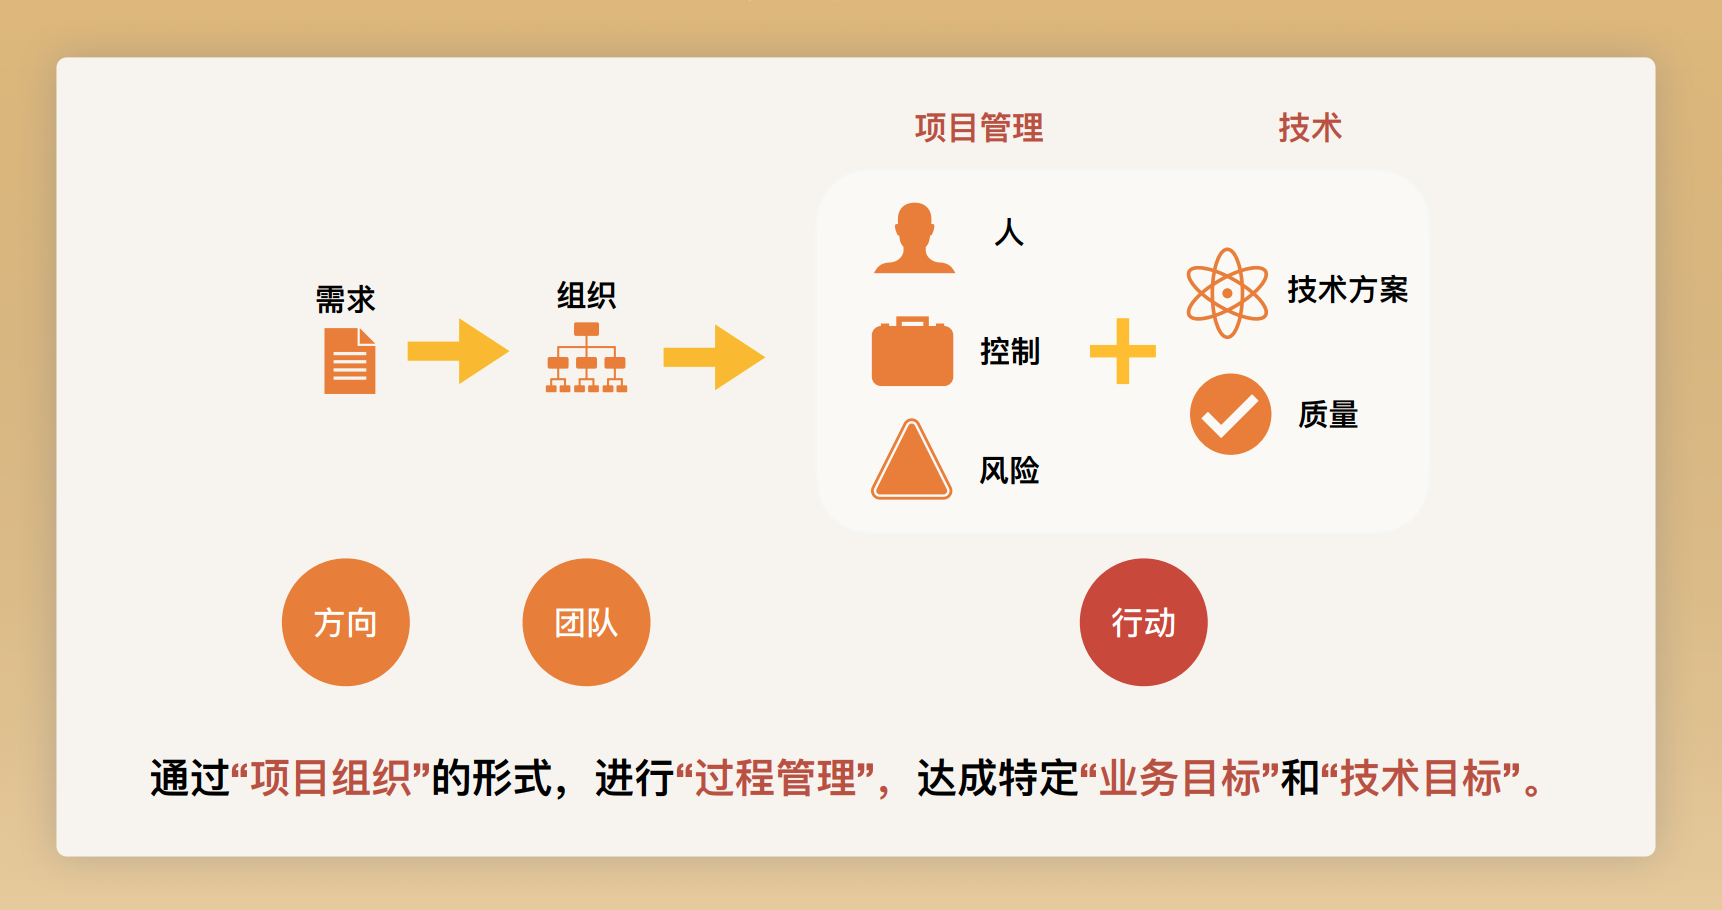 项目管理
技术
人
需求
组织
控制
技术方案
质量
风险
方向
团队
行动
通过“项目组织”的形式，进行“过程管理”，达成特定“业务目标”和“技术目标”。